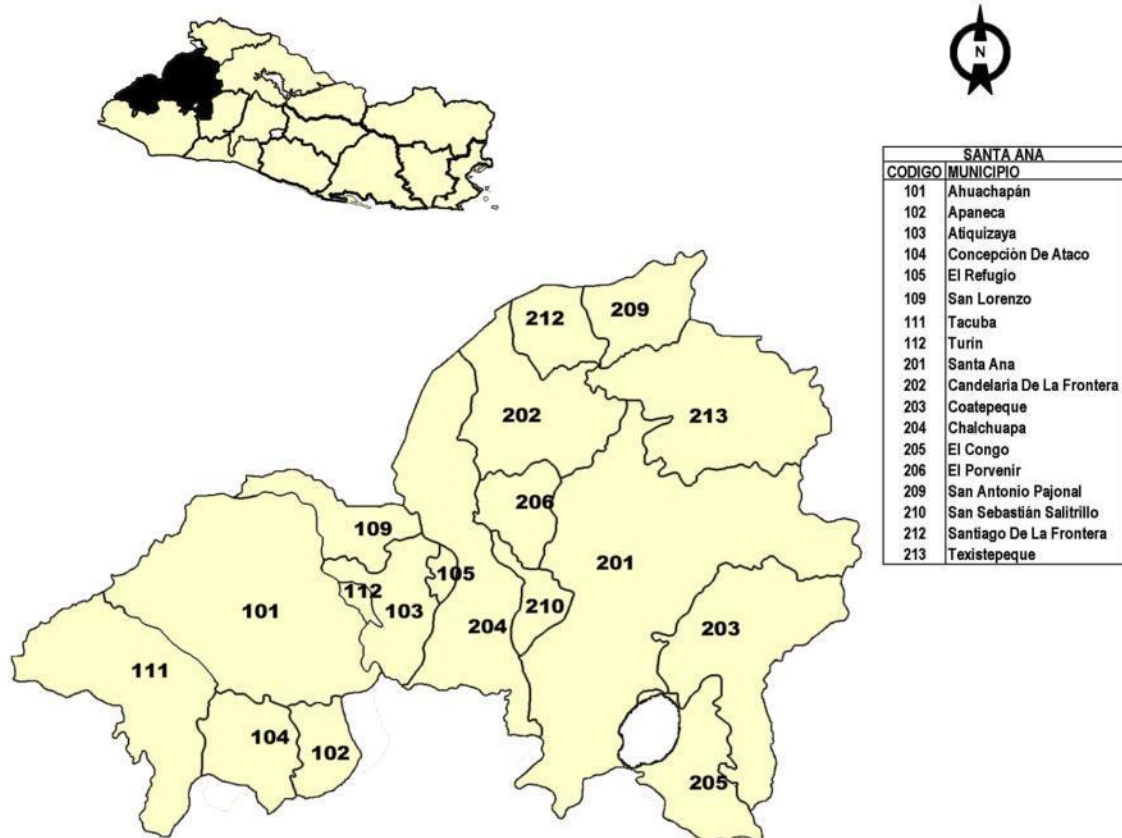 N
SANTA ANA
CODIGO MUNICIPIO
101 Ahuachapán
102 Apaneca
103 Atiquizaya
104 Concepción De Ataco
105 El Refugio
109 San Lorenzo
111 Tacuba
112 Turín
201 Santa Ana
202 Candelaria De La Frontera
203 Coatepeque
204 Chalchuapa
205 El Congo
206 El Porvenir
209 San Antonio Pajonal
210 San Sebastián Salitrillo
212 Santiago De La Frontera
213 Texistepeque
212
209
202
213
206
109
201
105
112
101
103
210
204
203
111
104
102
205